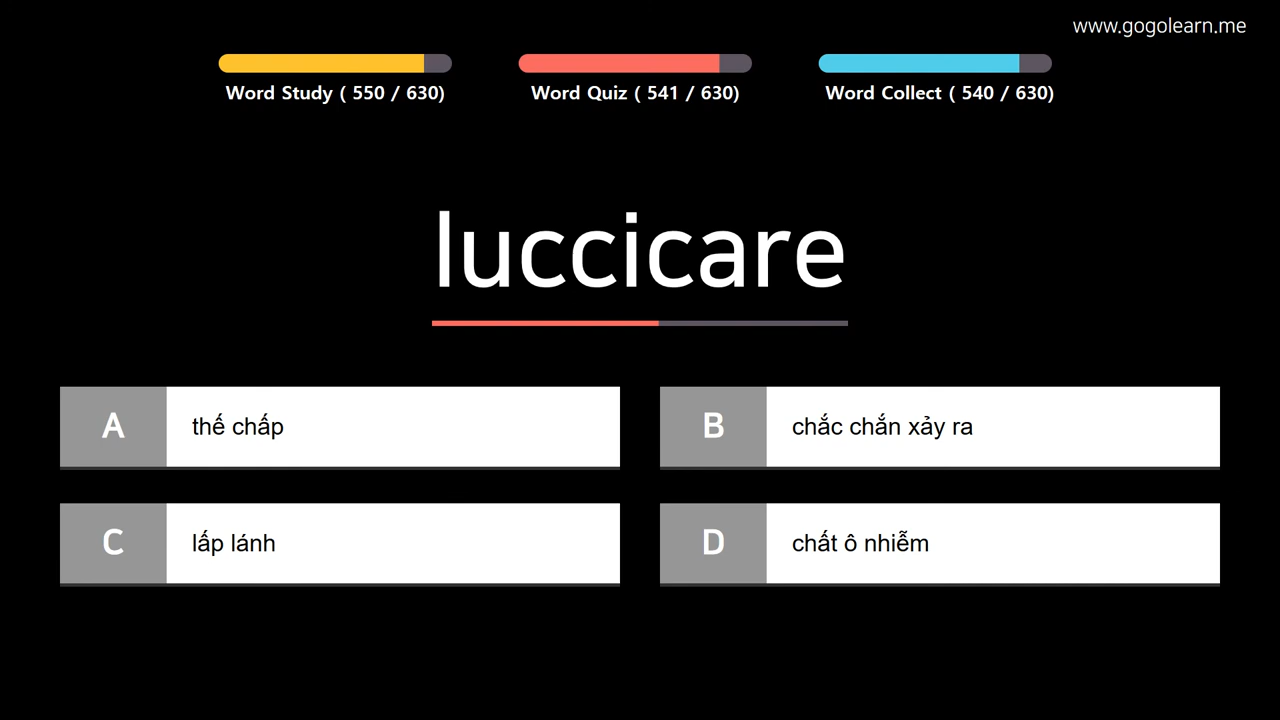 www.gogolearn.me
Word Study ( 550 / 630)
Word Quiz ( 541 / 630)
Word Collect ( 540 / 630)
luccicare
A
thế chấp
B
chắc chắn xảy ra
C
lấp lánh
D
chất ô nhiễm